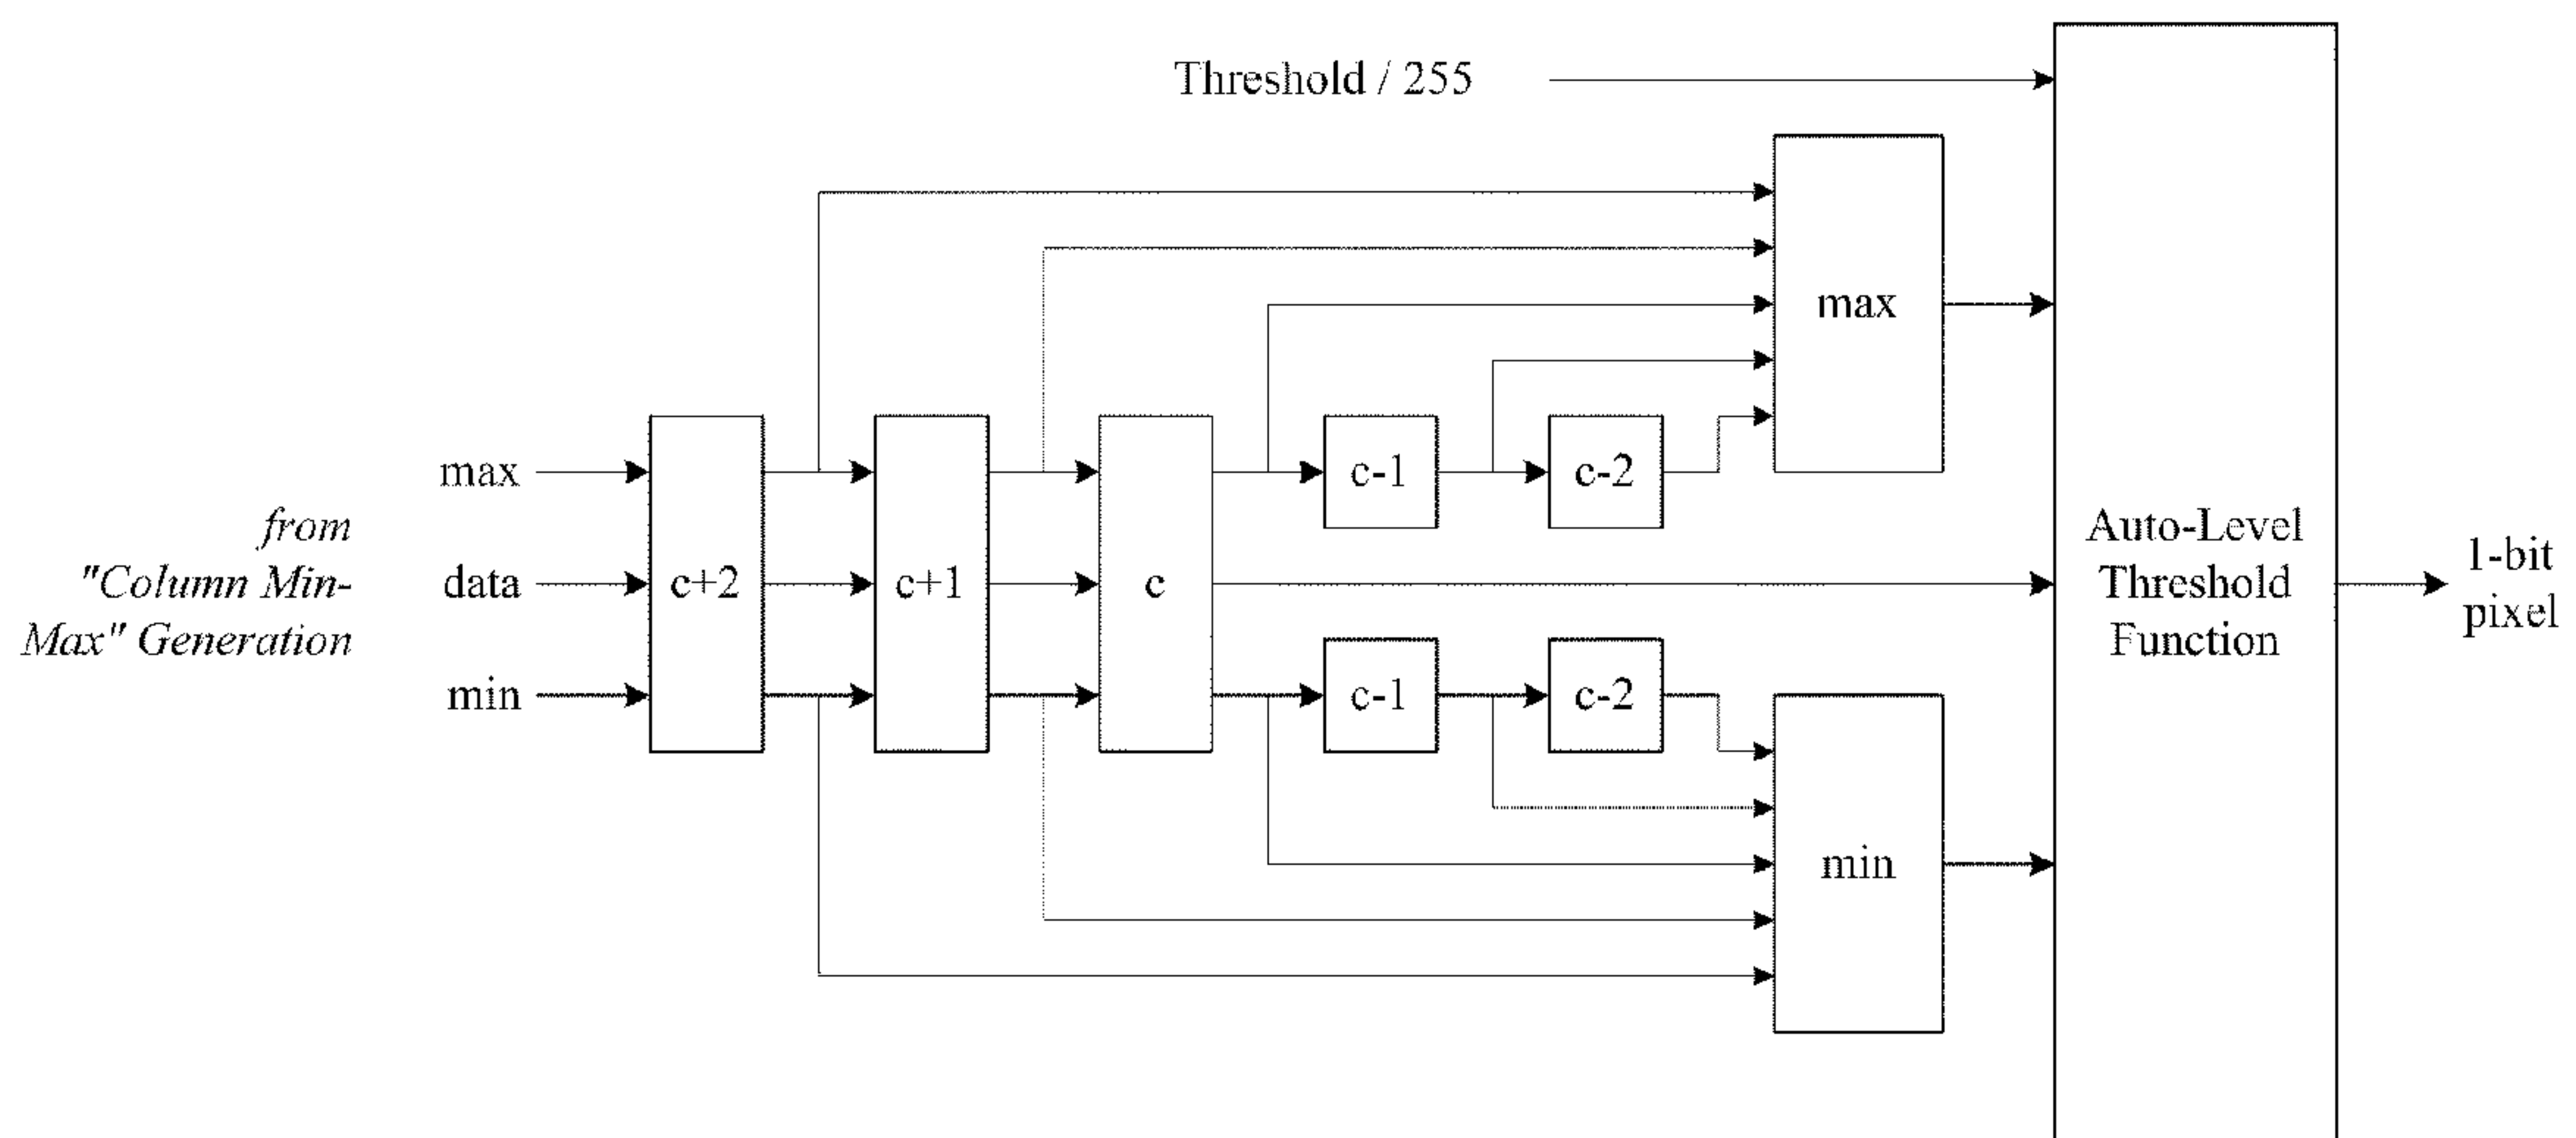 Threshold / 255
max
max
c-1
c-2
from
"Column Min-
Max" Generation
data
c+2
c+1
c
Auto-Level
Threshold
Function
1-bit
pixel
min
c-1
c-2
min